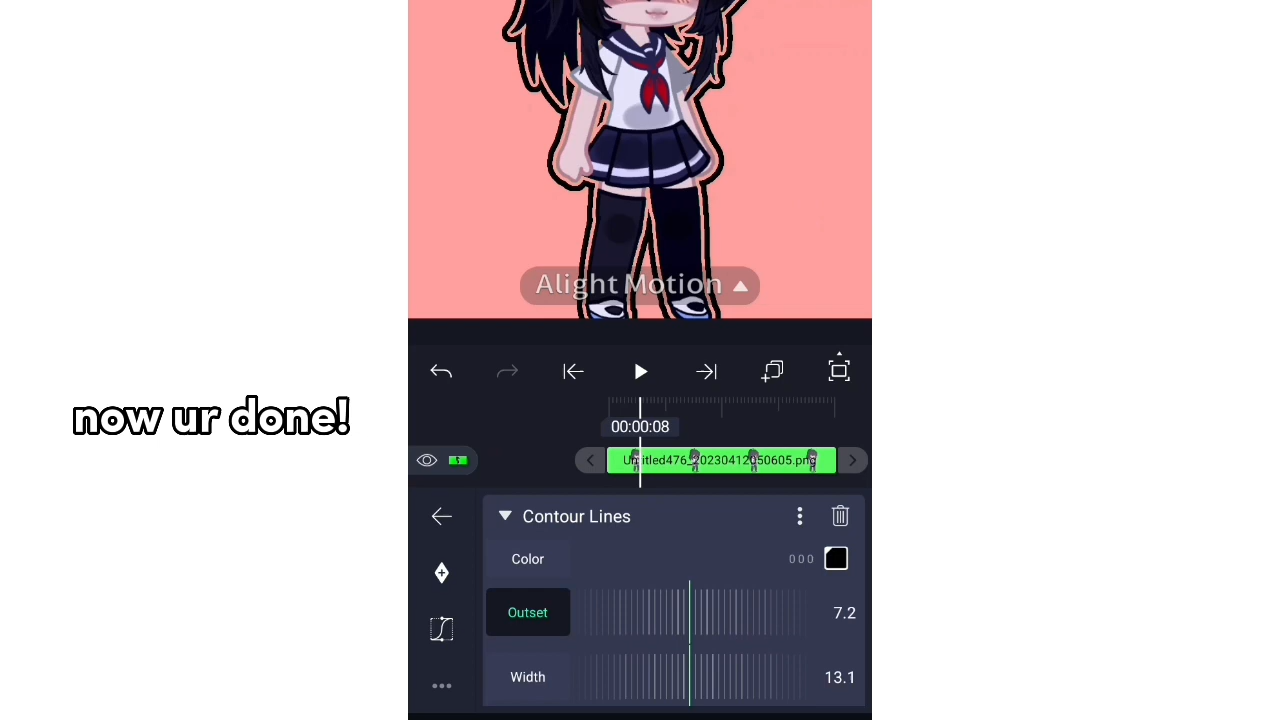 now ur done!
Alight Motion
00:00:08
Untitled476_20230412050605.png
Contour Lines
Color
000
Outset
7.2
Width
13.1